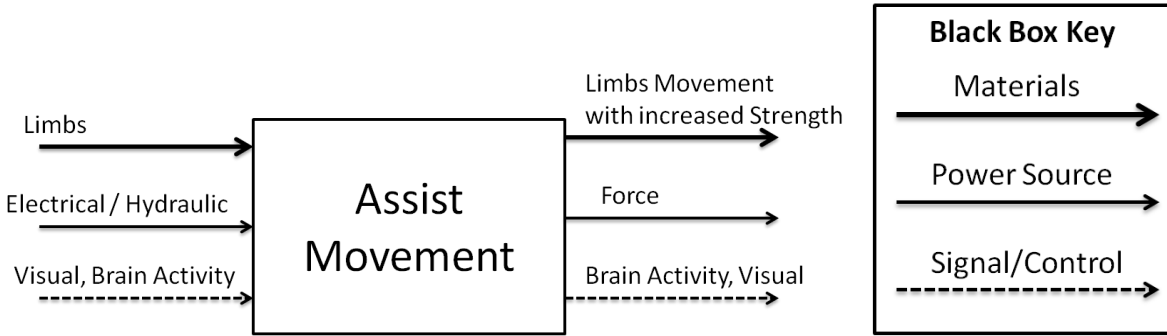 Limbs
Electrical / Hydraulic
Visual, Brain Activity
Assist
Movement
Limbs Movement
with increased Strength
Force
Brain Activity, Visual
Black Box Key
Materials
Power Source
Signal/Control